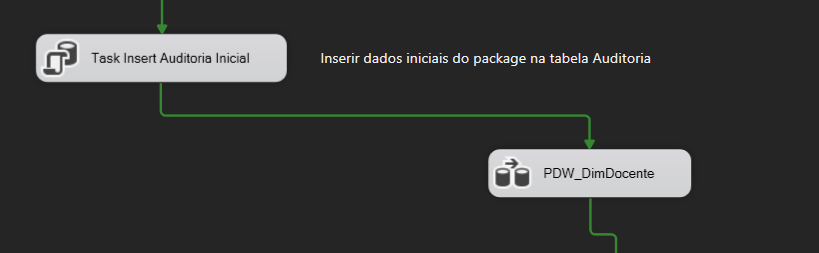 Task Insert Auditoria Inicial
Inserir dados iniciais do package na tabela Auditoria
PDW_DimDocente